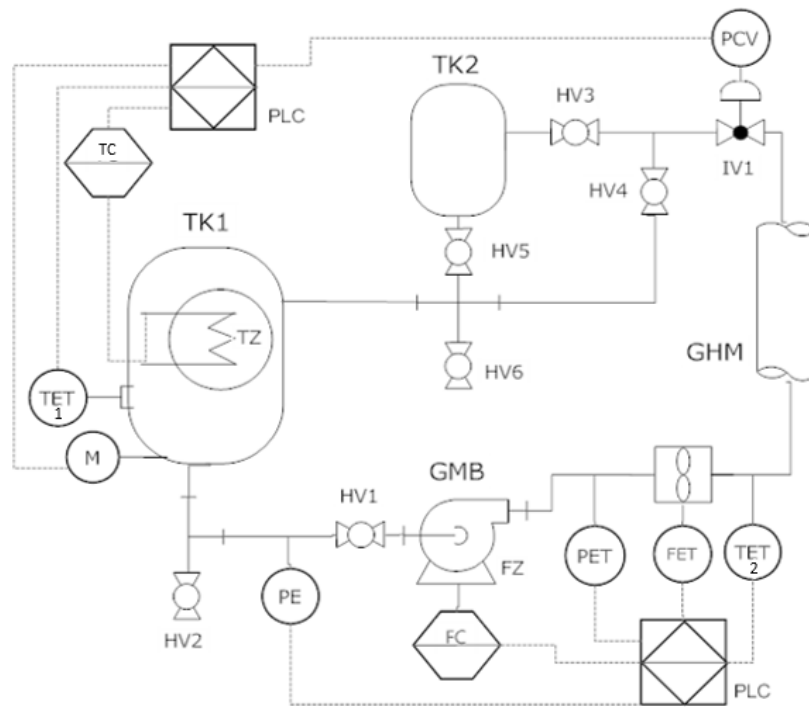 PCV
TK2
HV3
PLC
TC
IV1
HV4
TK1
HV5
TZ
GHM
HV6
TET
1
M
GMB
HV1
PET
FET
TET
2
FZ
PE
HV2
FC
PLC